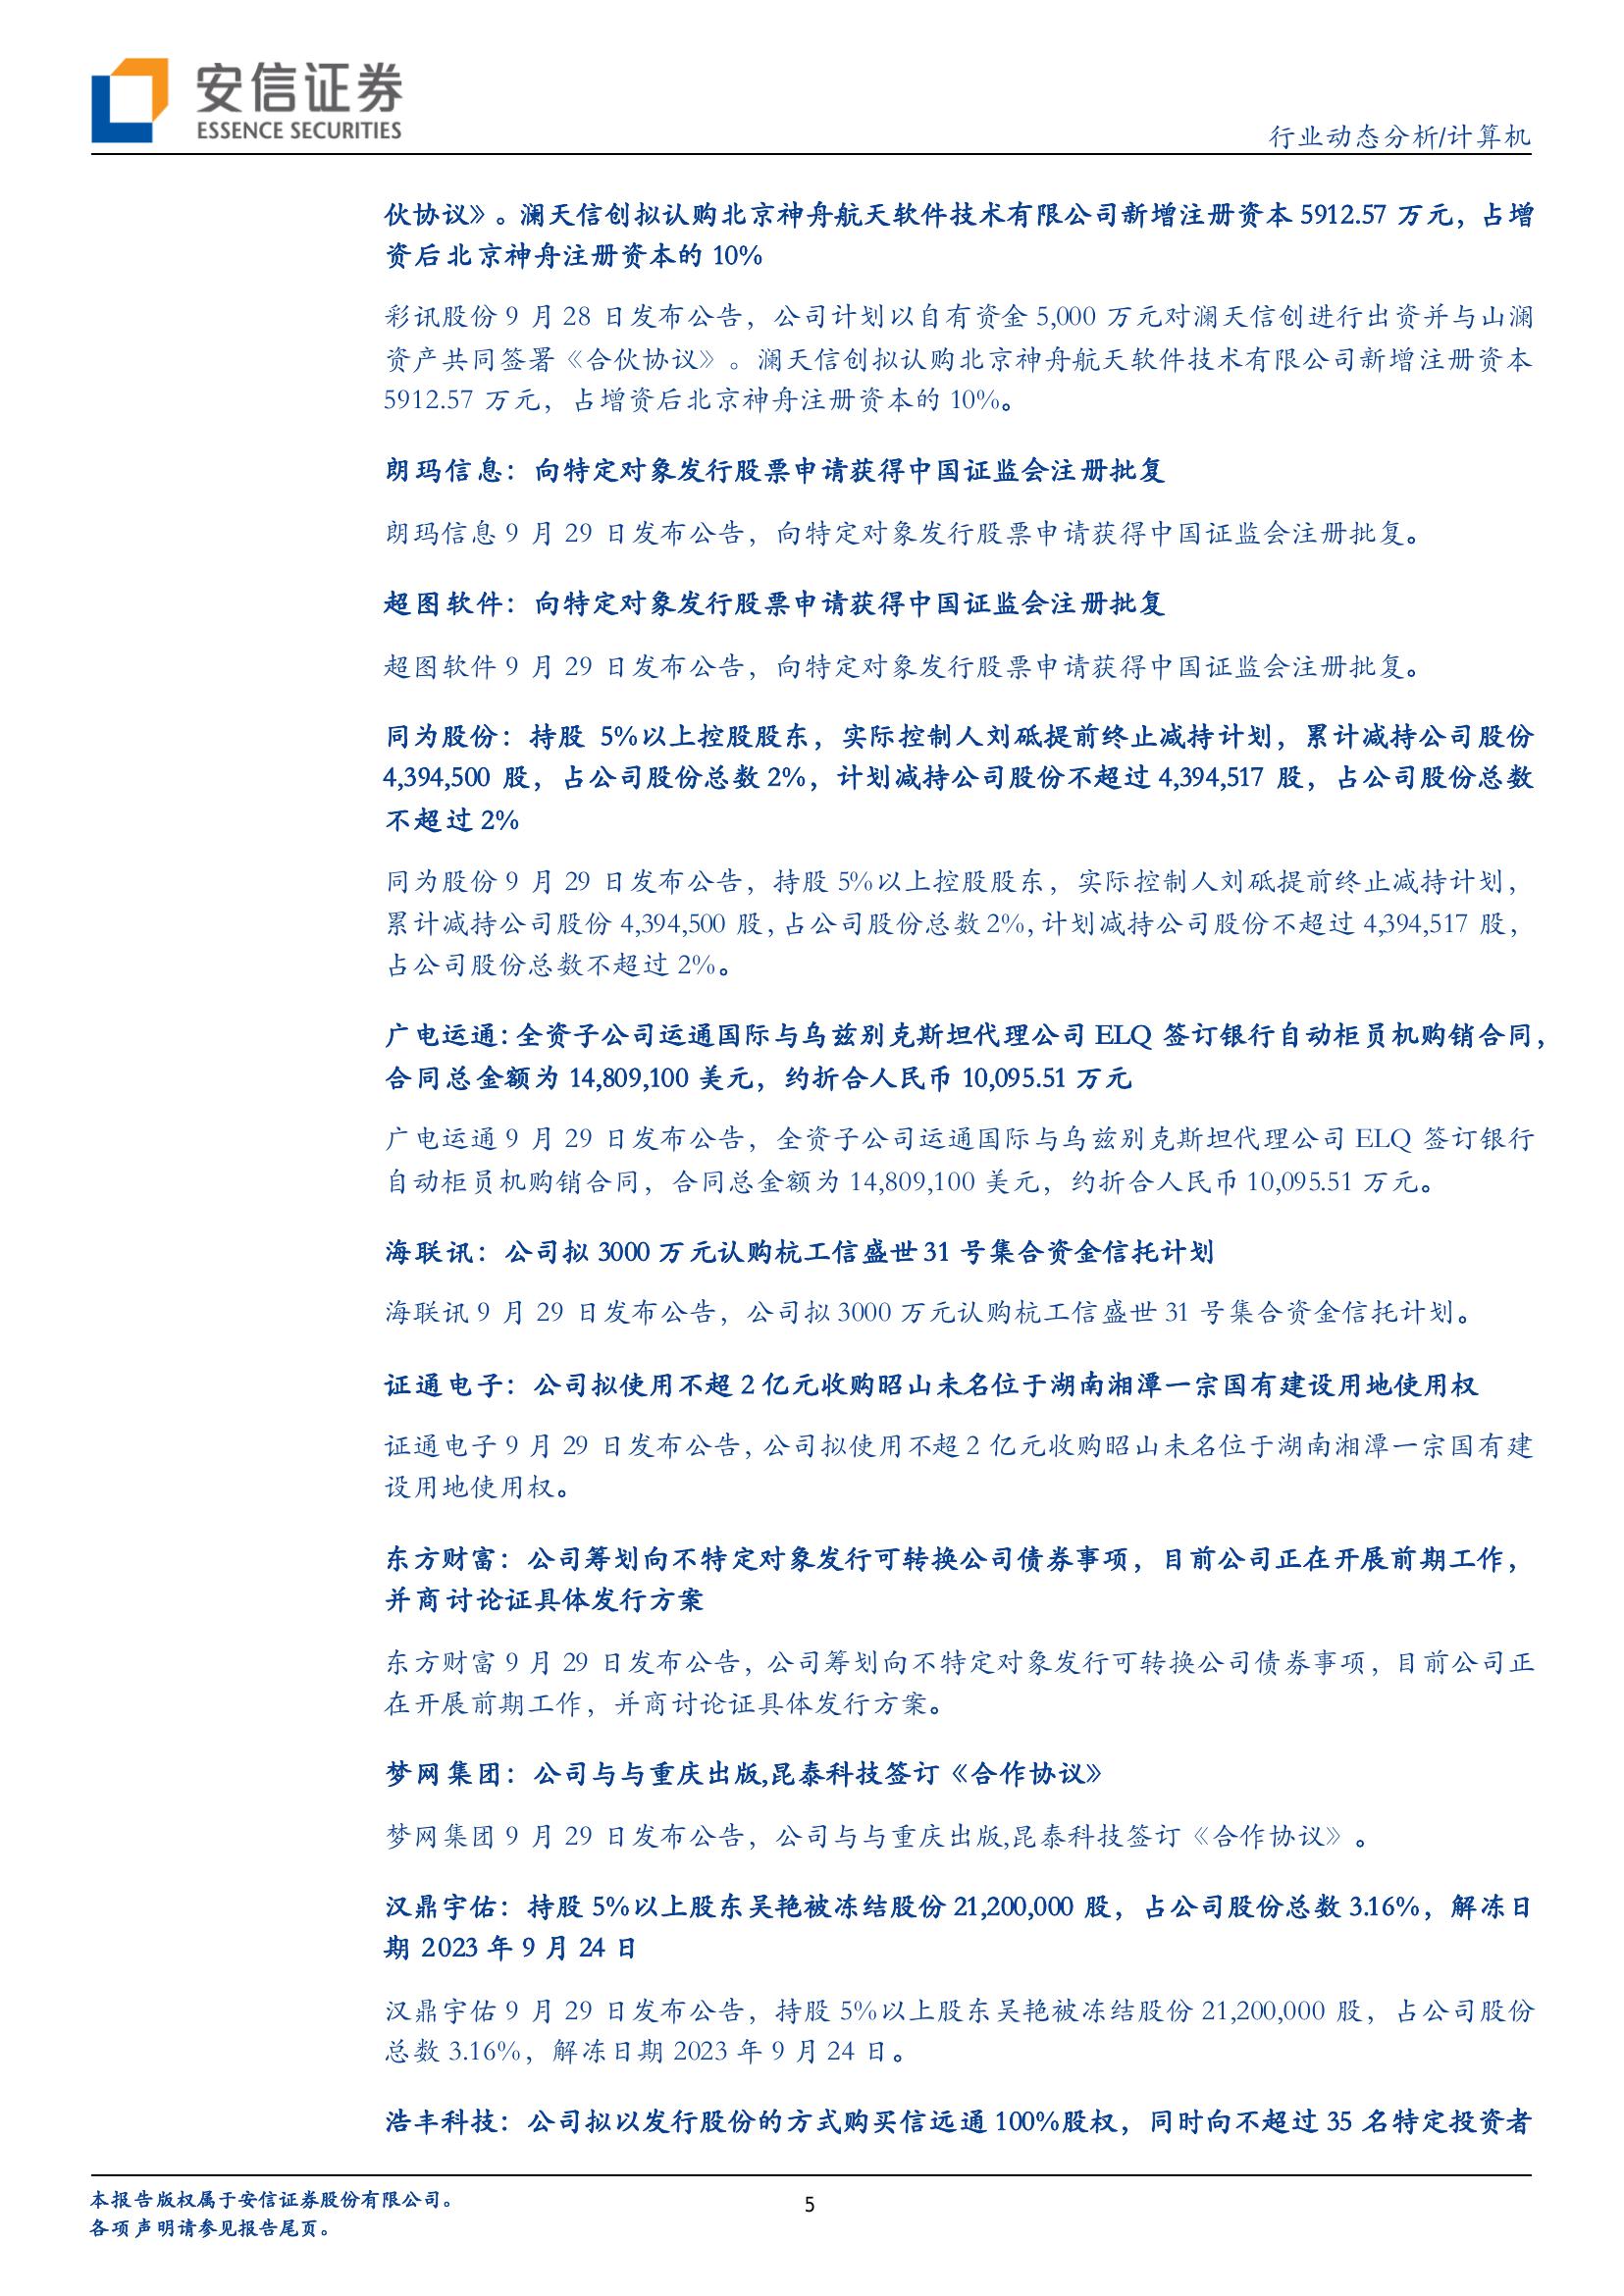 安信证券
ESSENCE SECURITIES
行业动态分析/计算机
伙协议》。澜天信创拟认购北京神舟航天软件技术有限公司新增注册资本 5912.57 万元，占增
资后北京神舟注册资本的 10%
彩讯股份 9 月 28 日发布公告，公司计划以自有资金 5,000 万元对澜天信创进行出资并与山澜
资产共同签署《合伙协议》。澜天信创拟认购北京神舟航天软件技术有限公司新增注册资本
5912.57 万元，占增资后北京神舟注册资本的 10%。
朗玛信息：向特定对象发行股票申请获得中国证监会注册批复
朗玛信息 9 月 29 日发布公告，向特定对象发行股票申请获得中国证监会注册批复。
超图软件：向特定对象发行股票申请获得中国证监会注册批复
超图软件 9 月 29 日发布公告，向特定对象发行股票申请获得中国证监会注册批复。
同为股份：持股 5%以上控股股东，实际控制人刘砥提前终止减持计划，累计减持公司股份
4,394,500 股，占公司股份总数 2%，计划减持公司股份不超过 4,394,517 股，占公司股份总数
不超过 2%
同为股份 9 月 29 日发布公告，持股 5%以上控股股东，实际控制人刘砥提前终止减持计划，
累计减持公司股份 4,394,500 股，占公司股份总数 2%，计划减持公司股份不超过 4,394,517 股，
占公司股份总数不超过 2%。
广电运通：全资子公司运通国际与乌兹别克斯坦代理公司 ELQ 签订银行自动柜员机购销合同，
合同总金额为 14,809,100 美元，约折合人民币 10,095.51 万元
广电运通 9 月 29 日发布公告，全资子公司运通国际与乌兹别克斯坦代理公司 ELQ 签订银行
自动柜员机购销合同，合同总金额为 14,809,100 美元，约折合人民币 10,095.51 万元。
海联讯：公司拟 3000 万元认购杭工信盛世 31 号集合资金信托计划
海联讯 9 月 29 日发布公告，公司拟 3000 万元认购杭工信盛世 31 号集合资金信托计划。
证通电子：公司拟使用不超 2 亿元收购昭山未名位于湖南湘潭一宗国有建设用地使用权
证通电子 9 月 29 日发布公告，公司拟使用不超 2 亿元收购昭山未名位于湖南湘潭一宗国有建
设用地使用权。
东方财富：公司筹划向不特定对象发行可转换公司债券事项，目前公司正在开展前期工作，
并商讨论证具体发行方案
东方财富 9 月 29 日发布公告，公司筹划向不特定对象发行可转换公司债券事项，目前公司正
在开展前期工作，并商讨论证具体发行方案。
梦网集团：公司与与重庆出版,昆泰科技签订《合作协议》
梦网集团 9 月 29 日发布公告，公司与与重庆出版,昆泰科技签订《合作协议》。
汉鼎宇佑：持股 5%以上股东吴艳被冻结股份 21,200,000 股，占公司股份总数 3.16%，解冻日
期 2023 年 9 月 24 日
汉鼎宇佑 9 月 29 日发布公告，持股 5%以上股东吴艳被冻结股份 21,200,000 股，占公司股份
总数 3.16%，解冻日期 2023 年 9 月 24 日。
浩丰科技：公司拟以发行股份的方式购买信远通 100%股权，同时向不超过 35 名特定投资者
本报告版权属于安信证券股份有限公司。
各项声明请参见报告尾页。
5